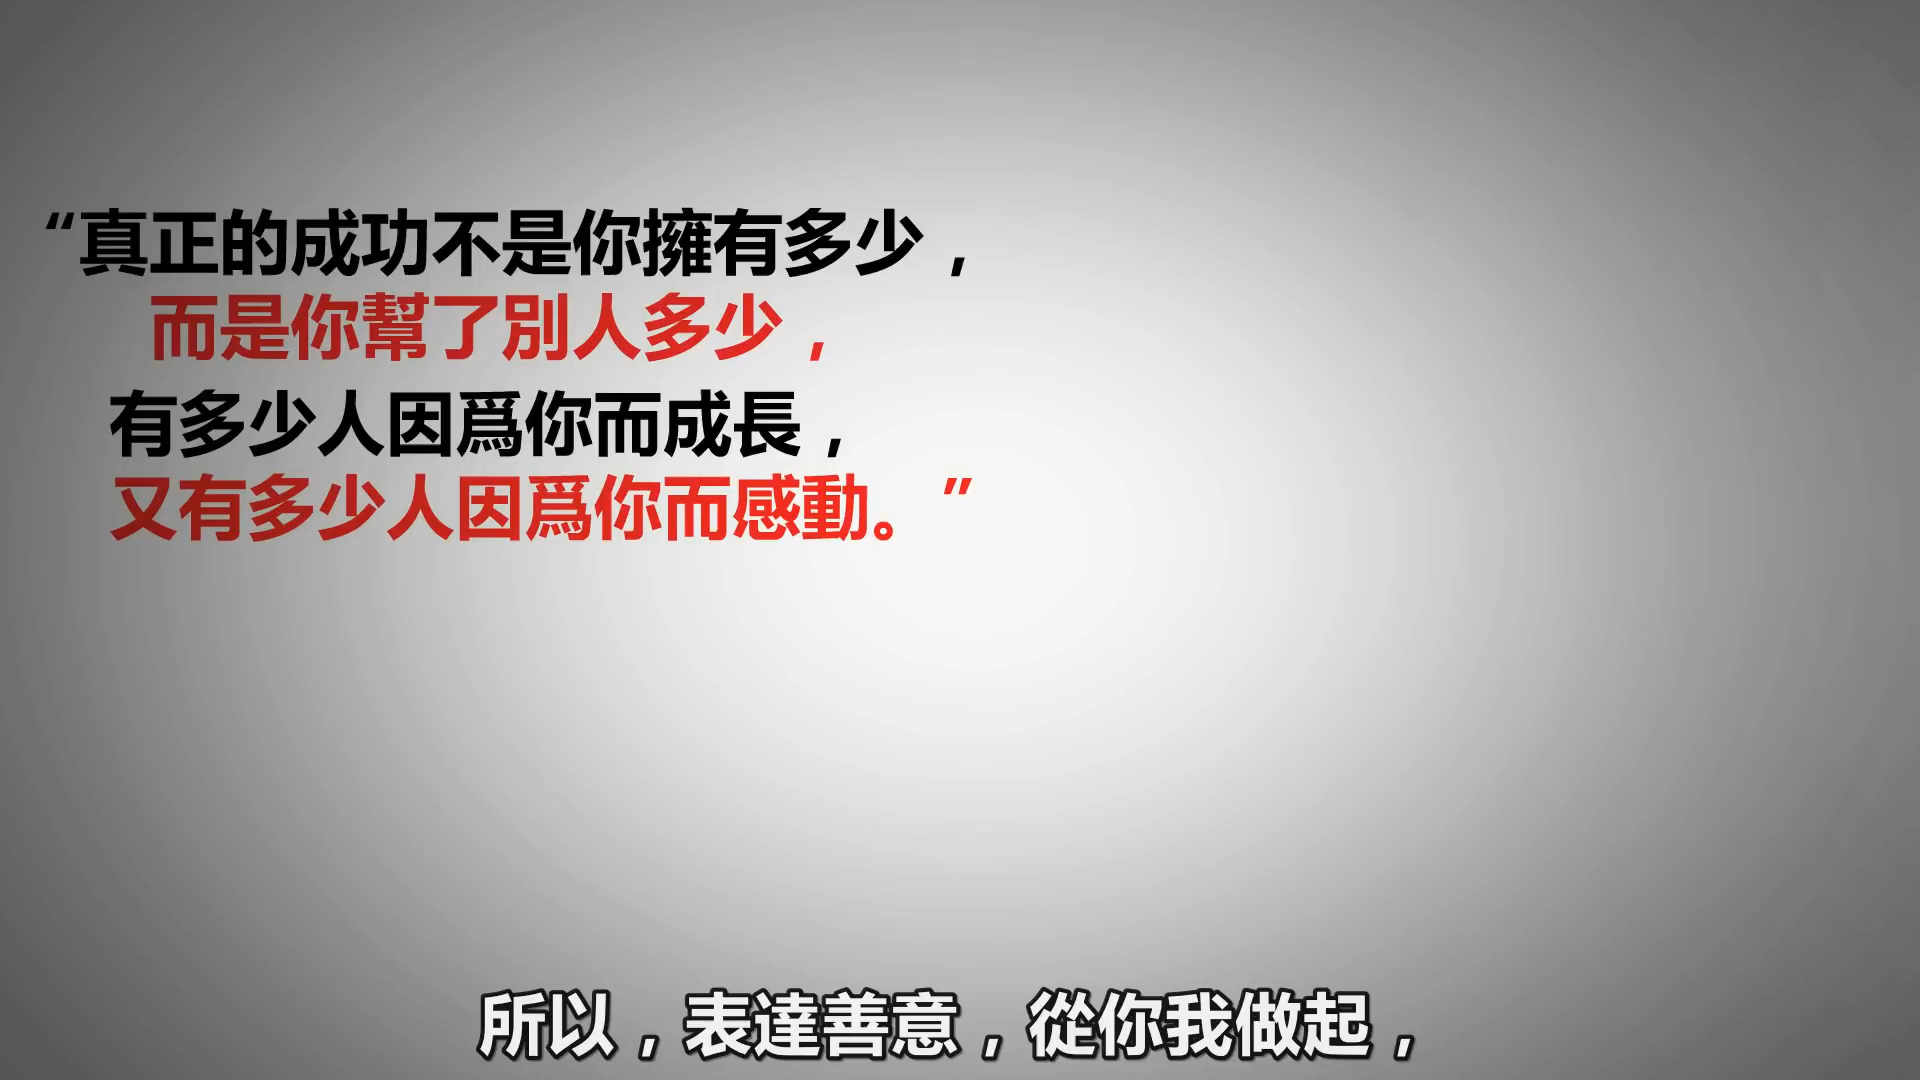 “真正的成功不是你擁有多少，
而是你幫了別人多少，
有多少人因爲你而成長，
又有多少人因爲你而感動。”
所以，表達善意，從你我做起，